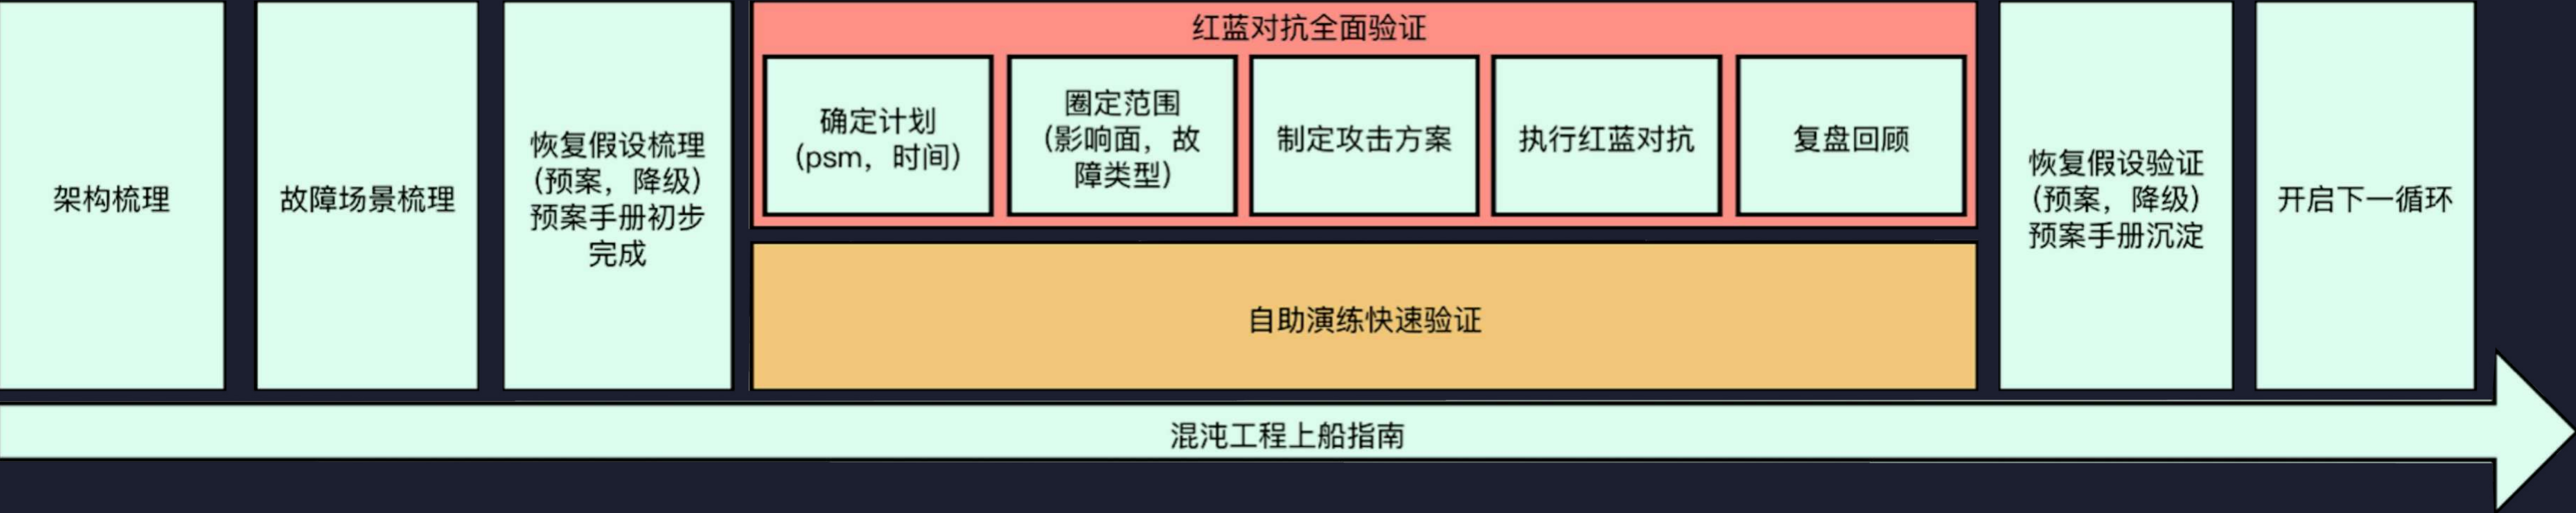 架构梳理
故障场景梳理
恢复假设梳理
(预案，降级)
预案手册初步
完成
红蓝对抗全面验证
确定计划
(psm，时间)
圈定范围
(影响面，故
障类型)
制定攻击方案
执行红蓝对抗
复盘回顾
自助演练快速验证
恢复假设验证
(预案，降级)
预案手册沉淀
开启下一循环
混沌工程上船指南